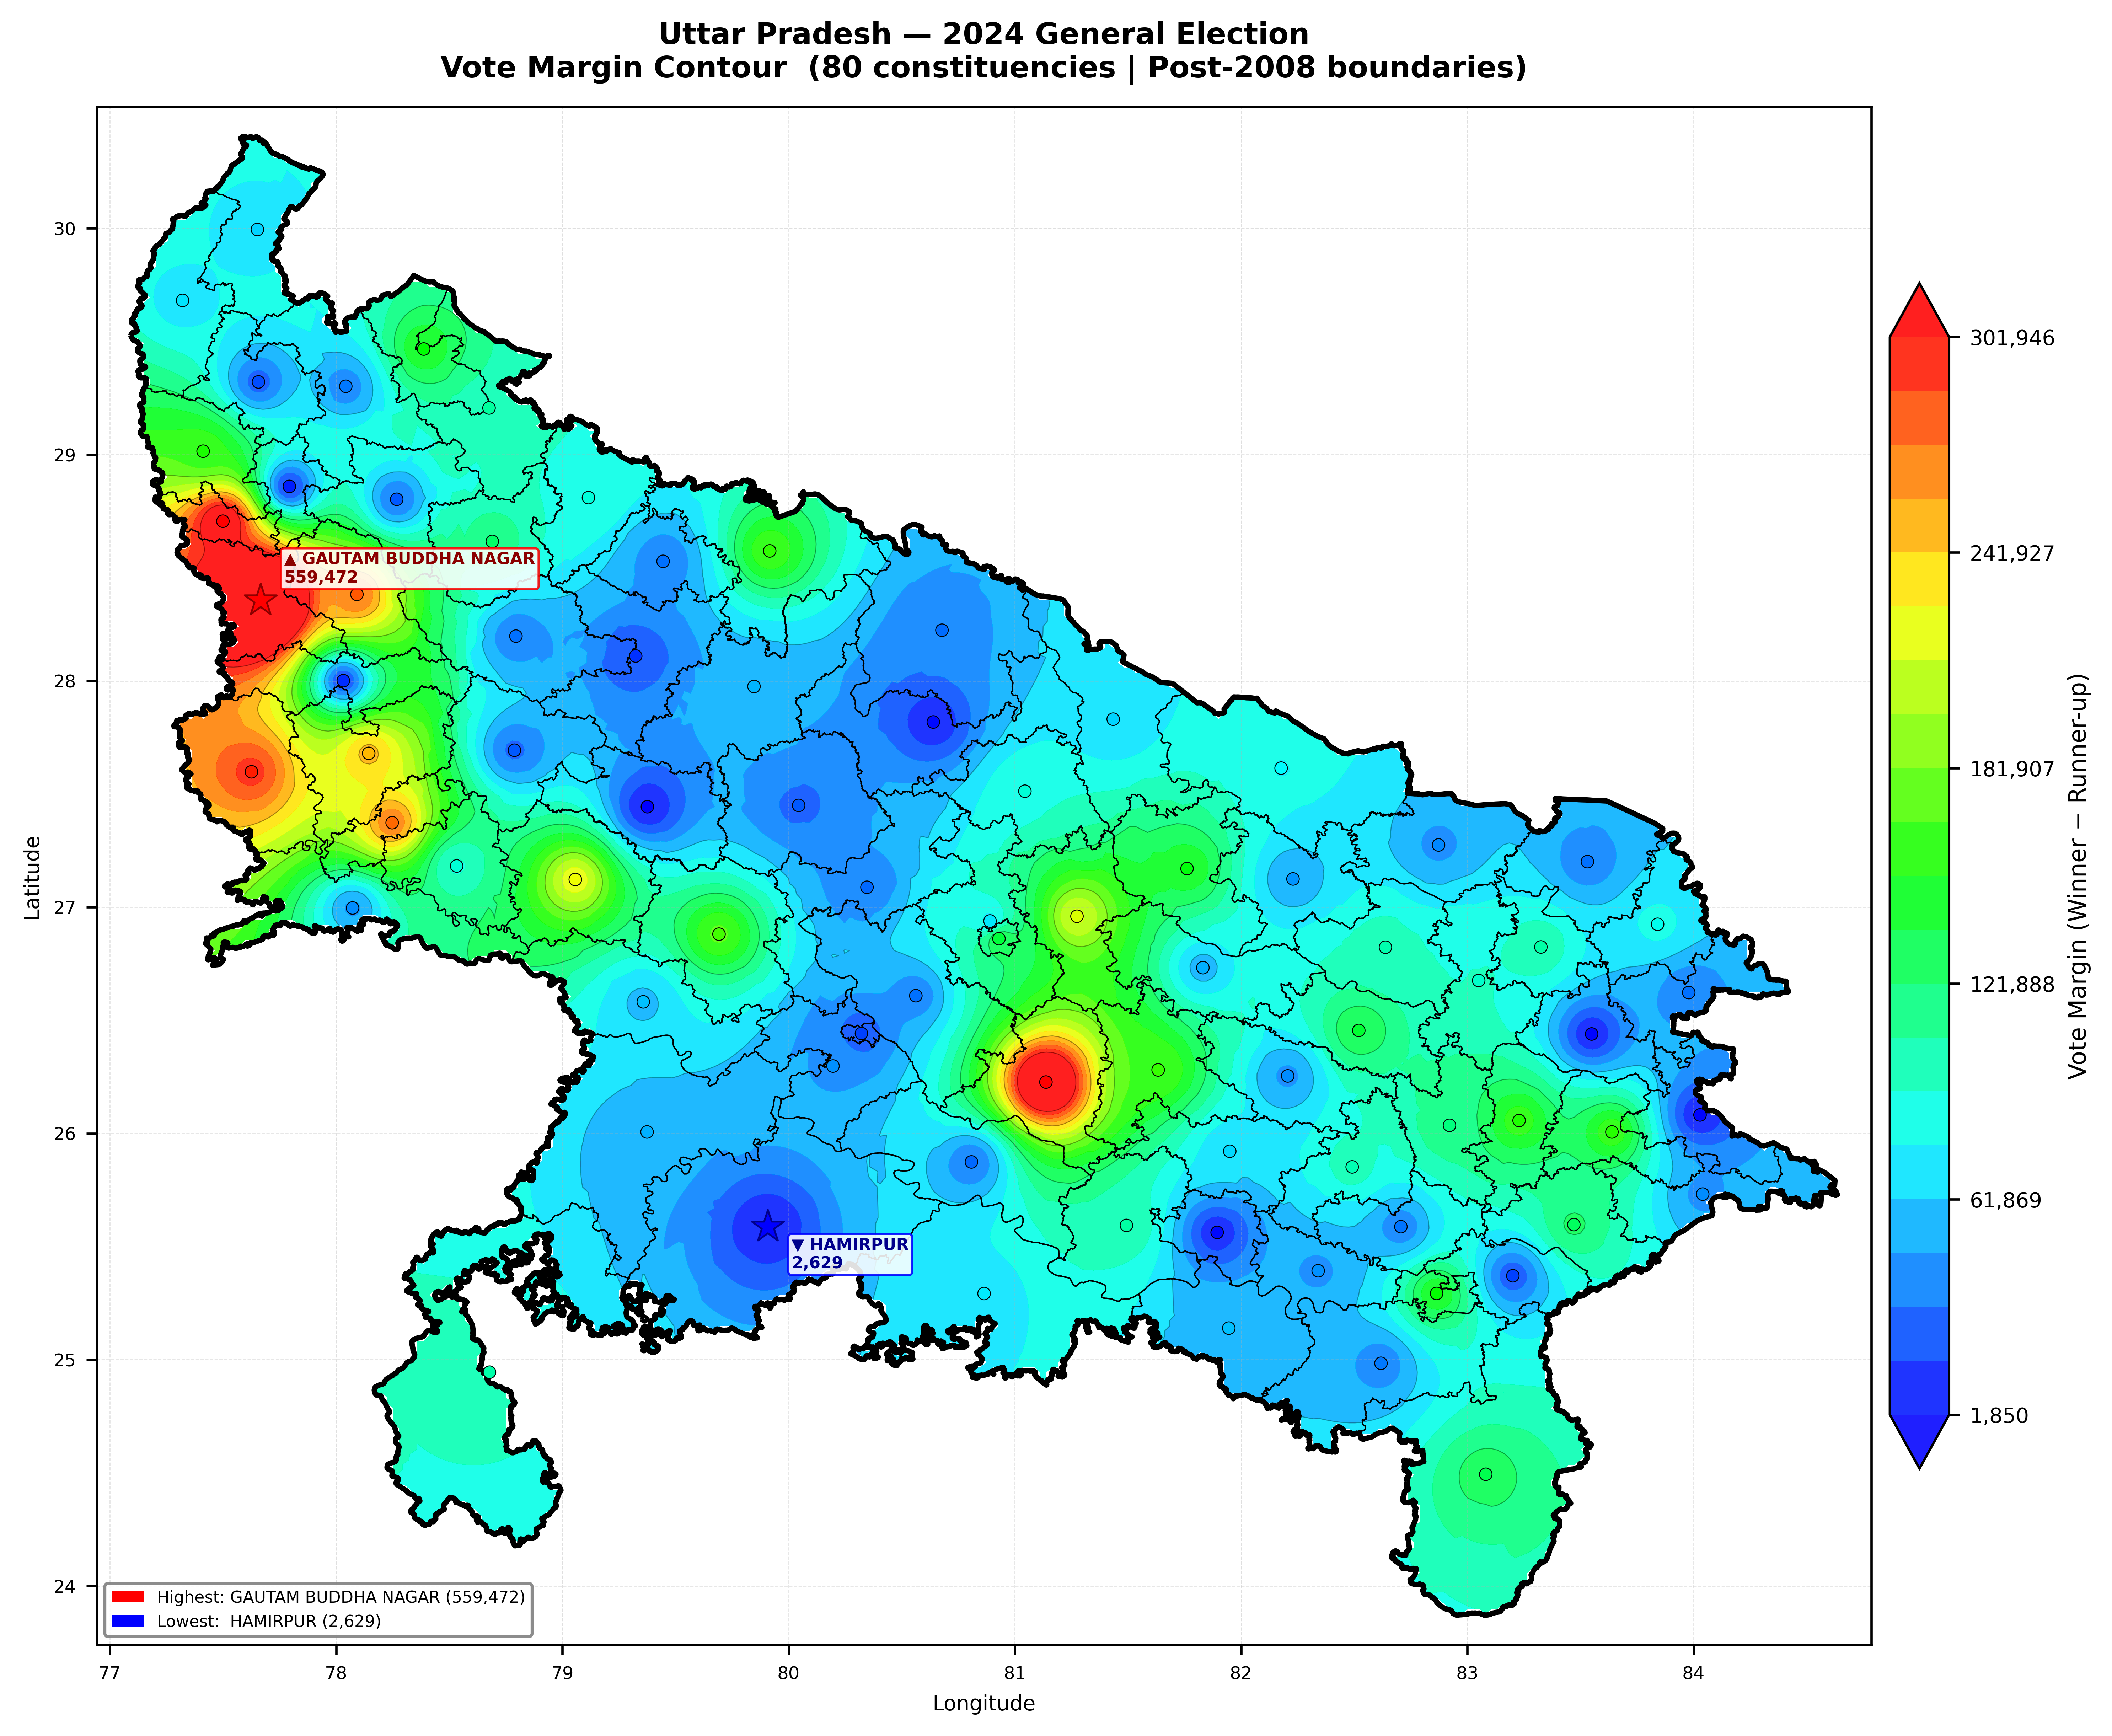 Uttar Pradesh — 2024 General Election
Vote Margin Contour (80 constituencies | Post-2008 boundaries)
30
29
28
27
26
25
24
Latitude
▲ GAUTAM BUDDHA NAGAR
559,472
▼ HAMIRPUR
2,629
Highest: GAUTAM BUDDHA NAGAR (559,472)
Lowest: HAMIRPUR (2,629)
77
78
79
80
81
82
83
84
Longitude
301,946
241,927
181,907
121,888
61,869
1,850
Vote Margin (Winner − Runner-up)